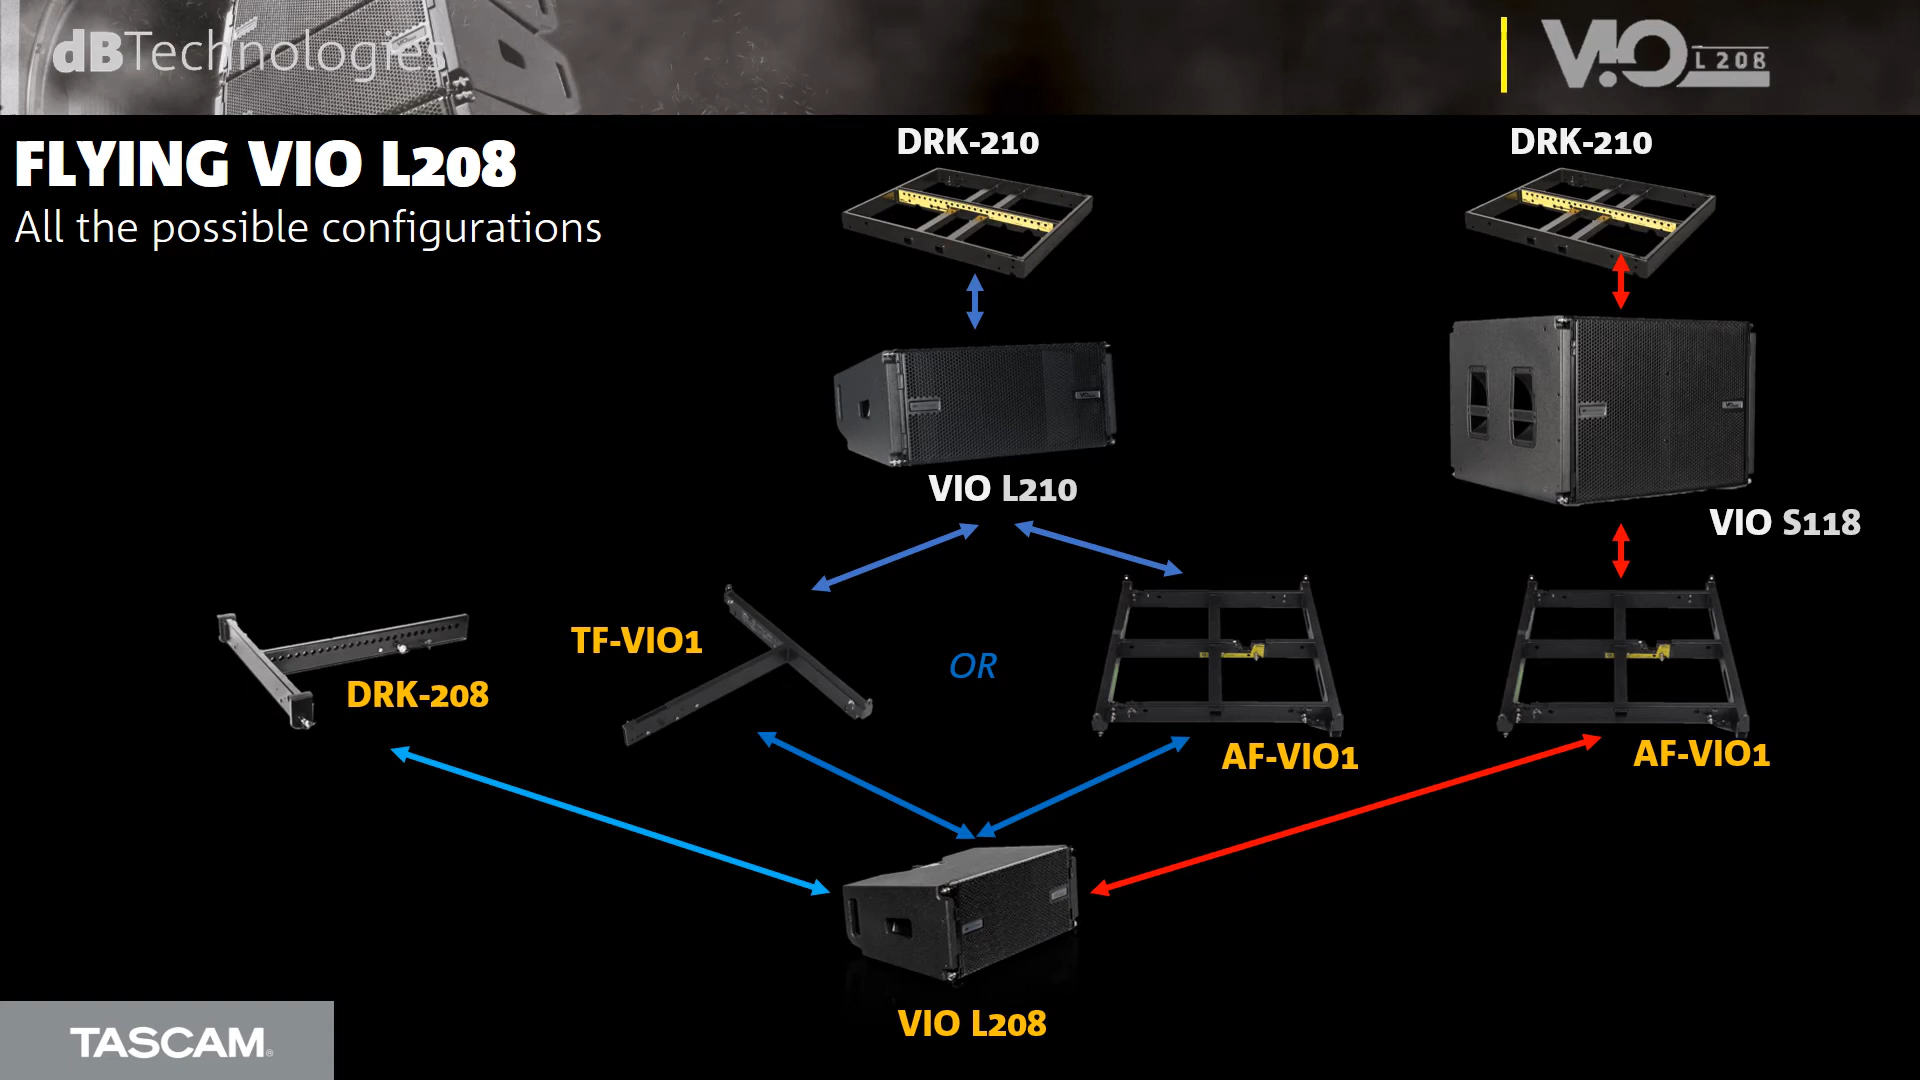 dBTechnologies
VIO L 208
FLYING VIO L208
All the possible configurations
DRK-210
DRK-210
VIO L210
VIO S118
TF-VIO1
OR
DRK-208
AF-VIO1
AF-VIO1
VIO L208
TASCAM®